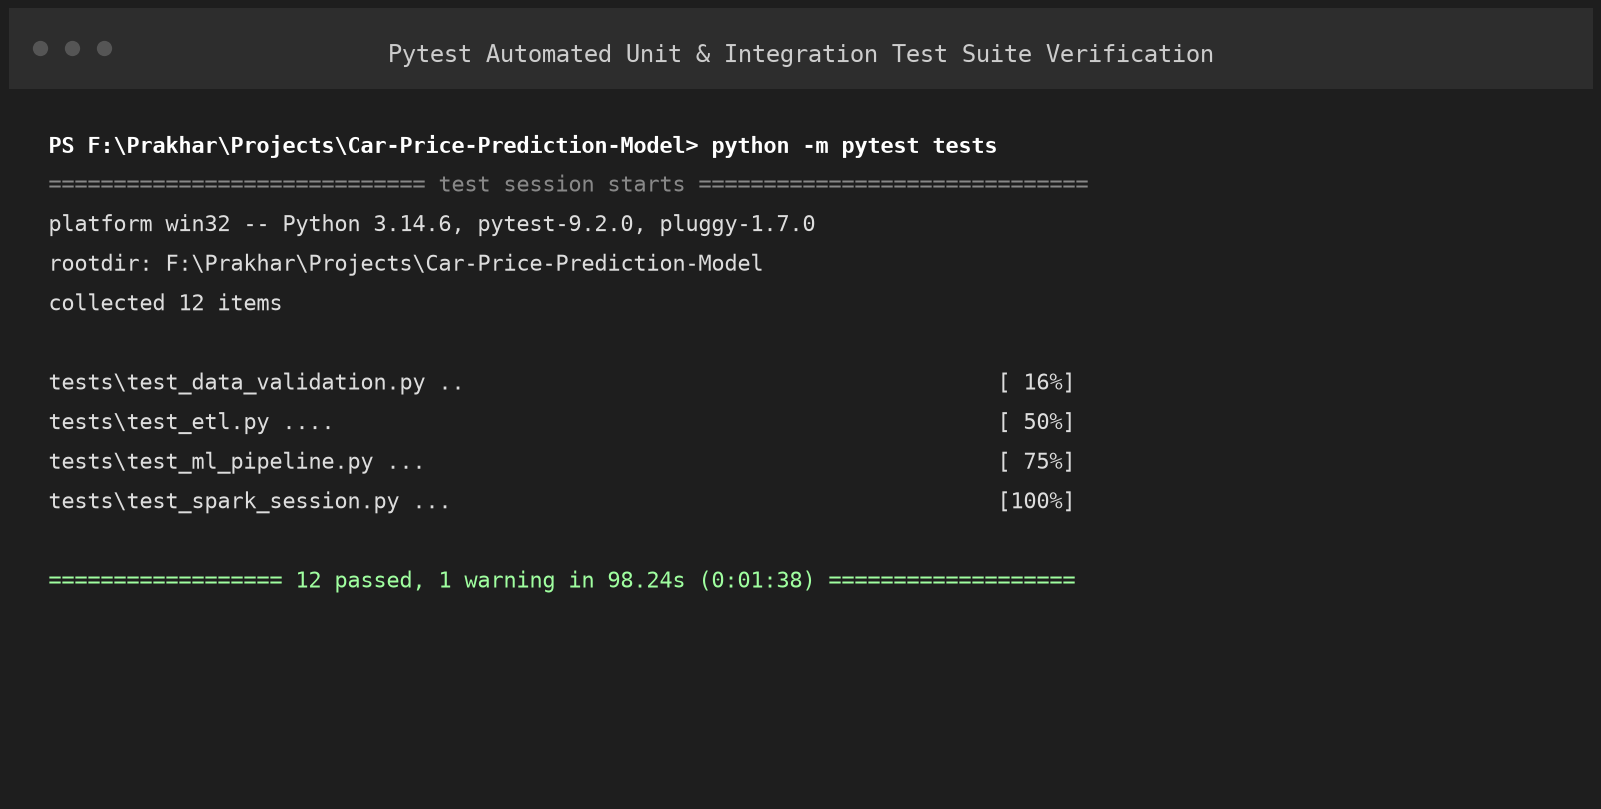 Pytest Automated Unit & Integration Test Suite Verification
PS F:\Prakhar\Projects\Car-Price-Prediction-Model> python -m pytest tests
============================= test session starts ==============================
platform win32 -- Python 3.14.6, pytest-9.2.0, pluggy-1.7.0
rootdir: F:\Prakhar\Projects\Car-Price-Prediction-Model
collected 12 items
tests\test_data_validation.py .. [ 16%]
tests\test_etl.py .... [ 50%]
tests\test_ml_pipeline.py ... [ 75%]
tests\test_spark_session.py ... [100%]
================== 12 passed, 1 warning in 98.24s (0:01:38) ===================